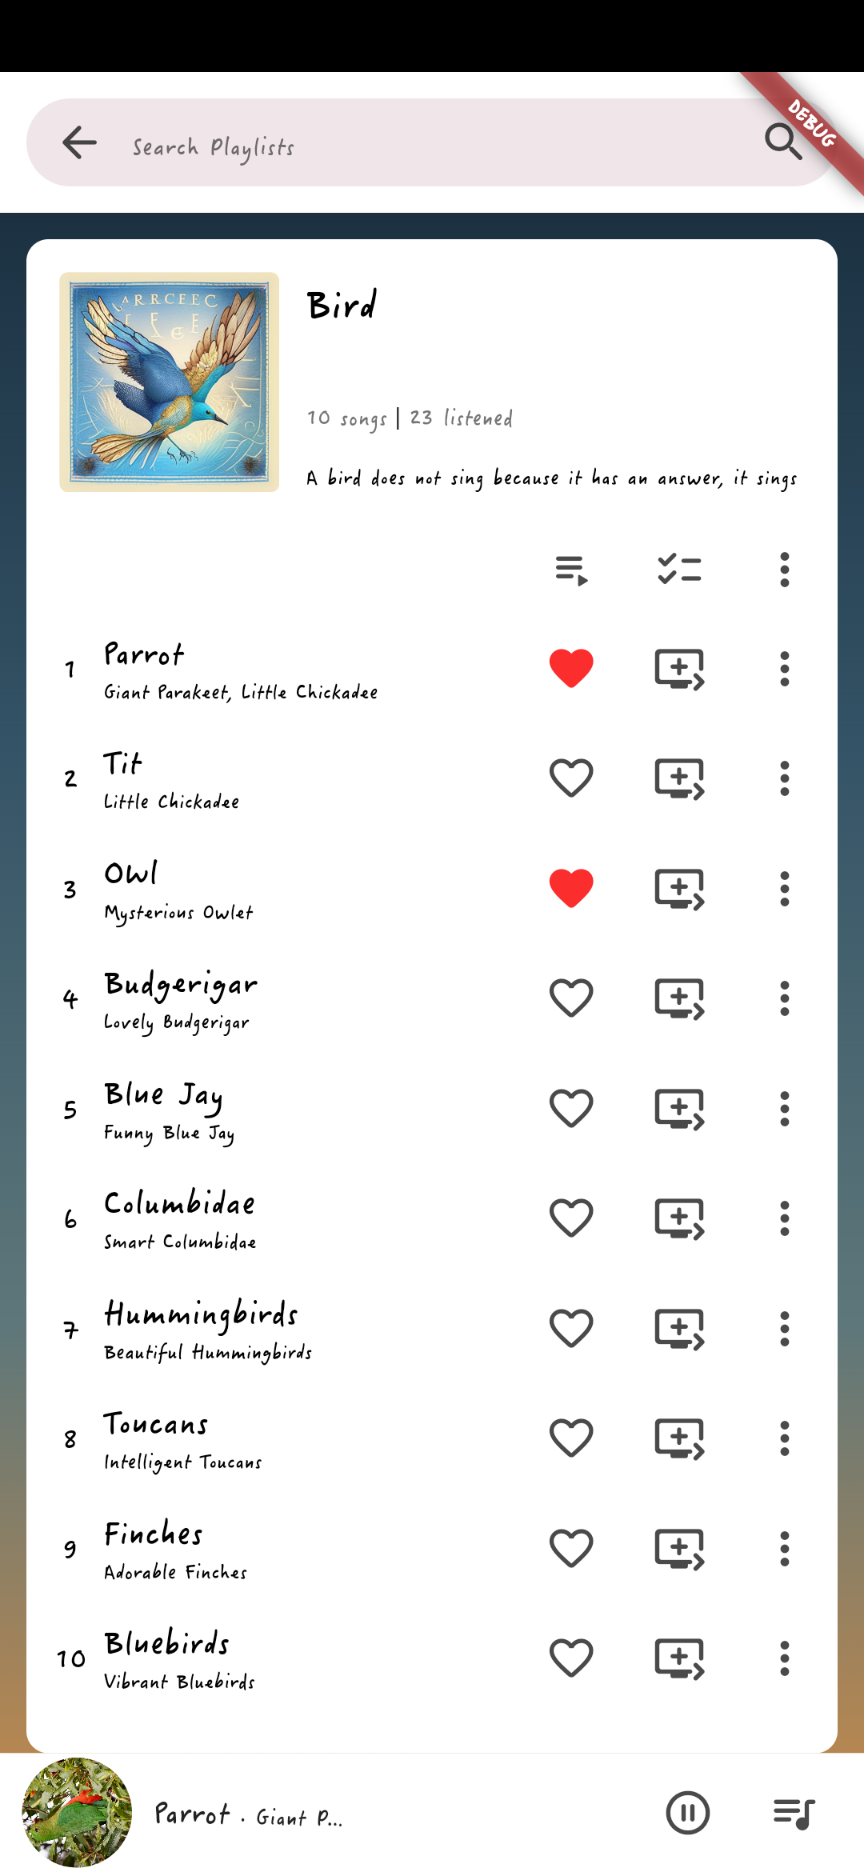 DEBUG
Search Playlists
ARRCFEC
Bird
10 songs | 23 listened
A bird does not sing because it has an answer, it sings
1 Parrot
Giant Parakeet, Little Chickadee
2 Tit
Little Chickadee
3 Owl
Mysterious Owlet
4 Budgerigar
Lovely Budgerigar
5 Blue Jay
Funny Blue Jay
6 Columbidae
Smart Columbidae
7 Hummingbirds
Beautiful Hummingbirds
8 Toucans
Intelligent Toucans
9 Finches
Adorable Finches
10 Bluebirds
Vibrant Bluebirds
Parrot · Giant P...